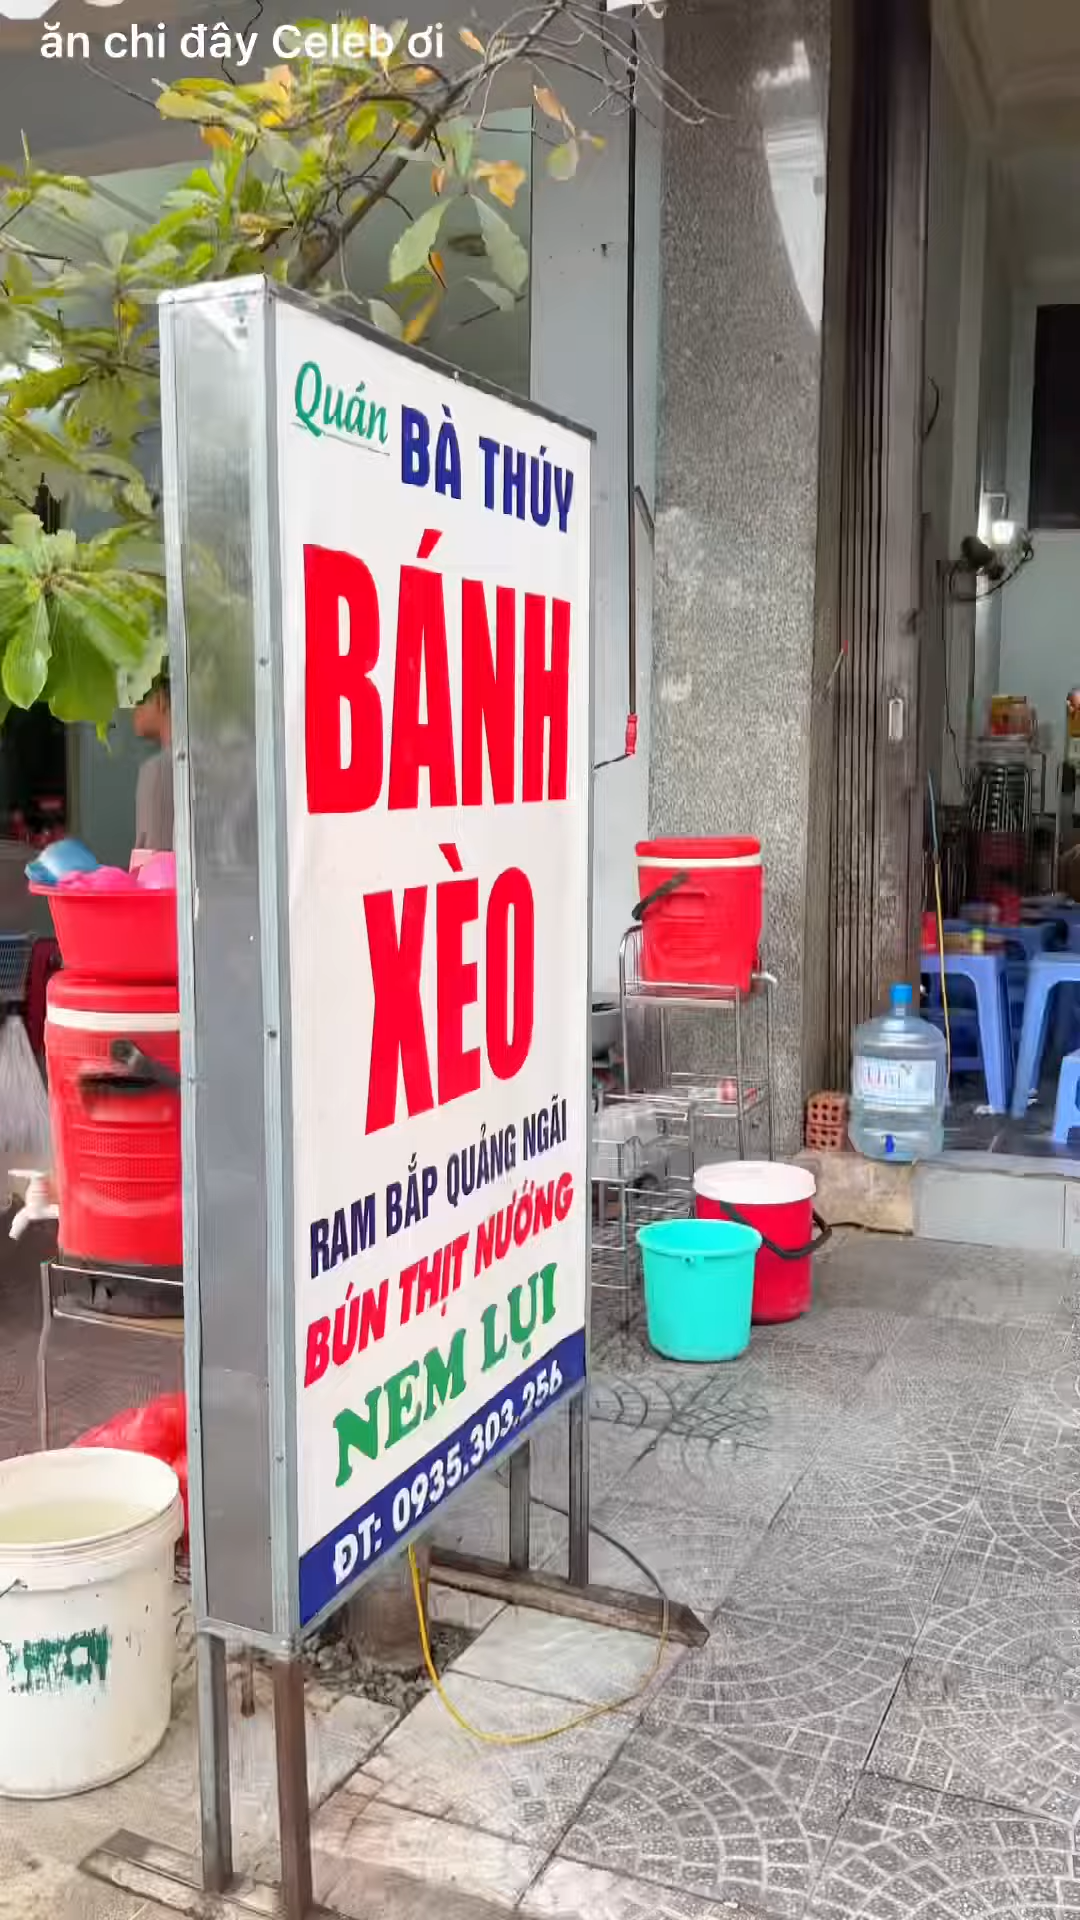 ăn chi đây Celeb ơi
Quán BÀ THÚY
BÁNH
XÈO
RAM BẮP QUẢNG NGÃI
BÚN THỊT NƯỚNG
NEM LỤI
ĐT: 0935.303.256